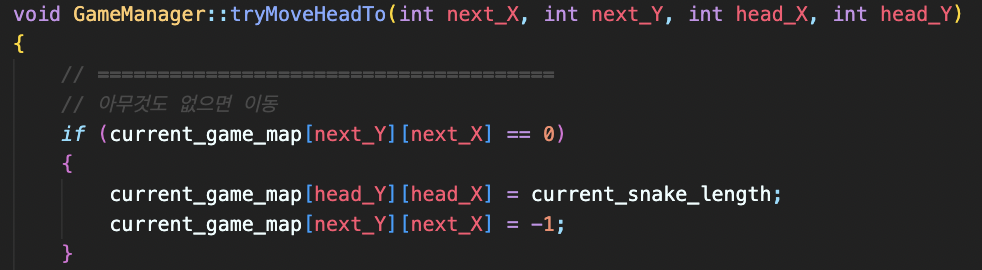 void GameManager::tryMoveHeadTo(int next_X, int next_Y, int head_X, int head_Y)
{
    // ======================================
    // 아무것도 없으면 이동
    if (current_game_map[next_Y][next_X] == 0)
    {
        current_game_map[head_Y][head_X] = current_snake_length;
        current_game_map[next_Y][next_X] = -1;
    }